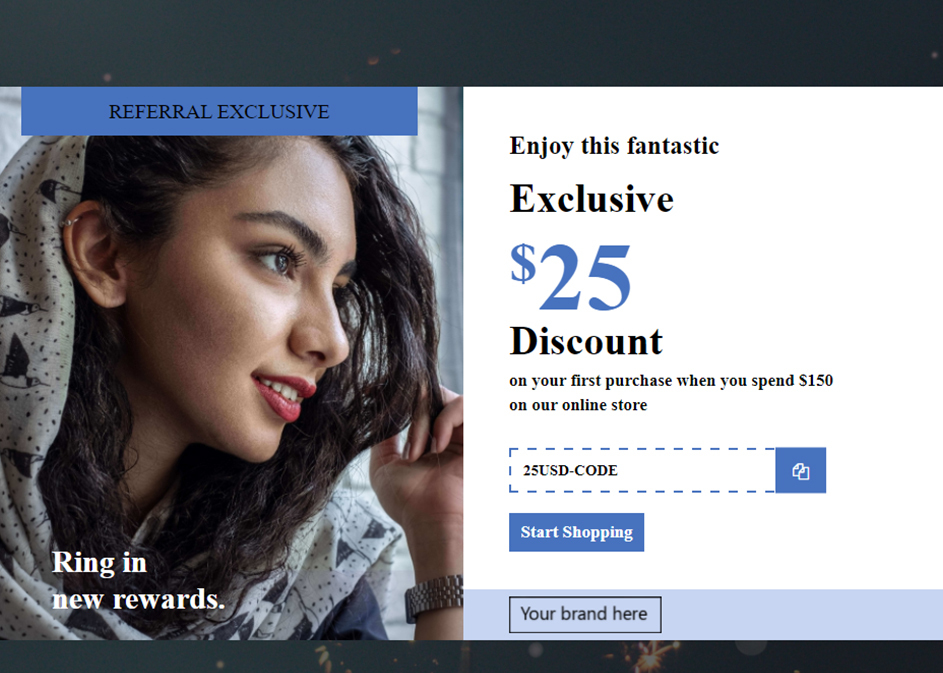 REFERRAL EXCLUSIVE
Ring in
new rewards.
Enjoy this fantastic
Exclusive
$25
Discount
on your first purchase when you spend $150
on our online store
25USD-CODE
Start Shopping
Your brand here